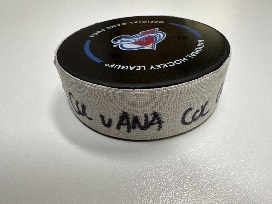 OFFICIAL GAME PUCK
NATIONAL HOCKEY LEAGUE
COL v ANA COL